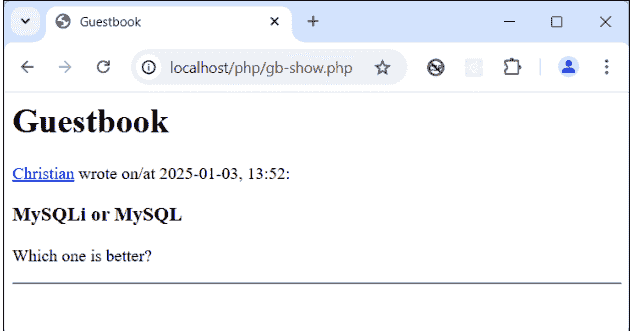 Guestbook
localhost/php/gb-show.php
Guestbook
Christian wrote on/at 2025-01-03, 13:52:
MySQLi or MySQL
Which one is better?